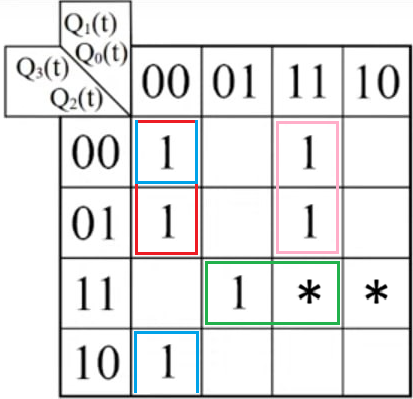 Q₁(t)
Q₀(t)
Q₃(t)
Q₂(t)
00 01 11 10
00 1 1
01 1 1
11 1 * *
10 1